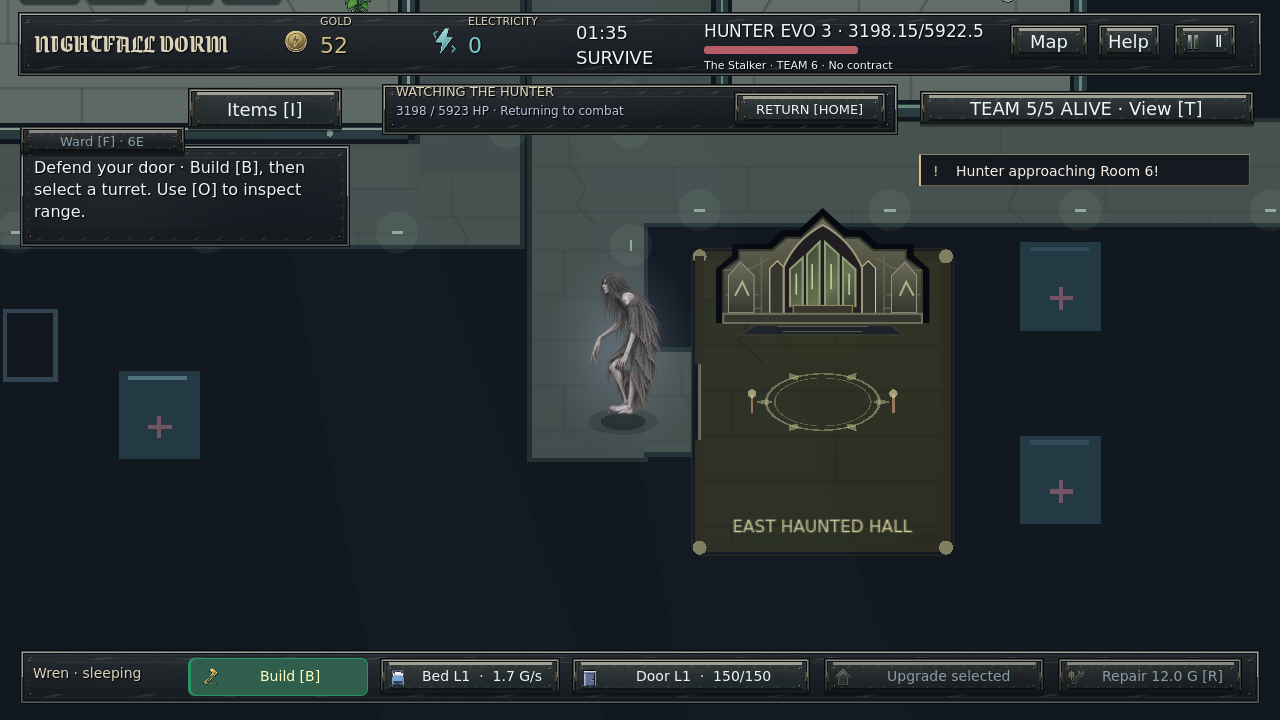 NIGHTFALL DORM
GOLD
52
ELECTRICITY
0
01:35
SURVIVE
HUNTER EVO 3 · 3198.15/5922.5
The Stalker · TEAM 6 · No contract
Map
Help
II
Items [I]
WATCHING THE HUNTER
3198 / 5923 HP · Returning to combat
RETURN [HOME]
TEAM 5/5 ALIVE · View [T]
Ward [F] · 6E
Defend your door · Build [B], then
select a turret. Use [O] to inspect
range.
! Hunter approaching Room 6!
EAST HAUNTED HALL
Wren · sleeping
Build [B]
Bed L1 · 1.7 G/s
Door L1 · 150/150
Upgrade selected
Repair 12.0 G [R]